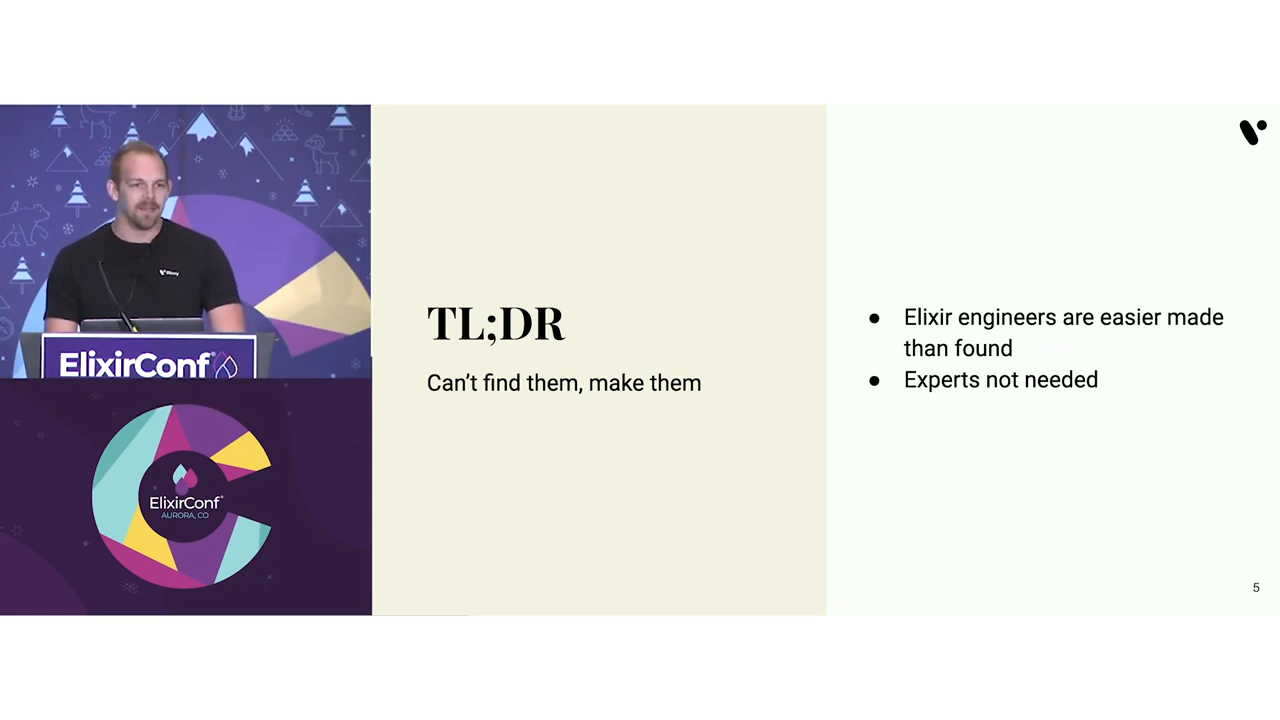 ElixirConf
ElixirConf
AURORA, CO
TL;DR
Can’t find them, make them
● Elixir engineers are easier made
than found
● Experts not needed
5